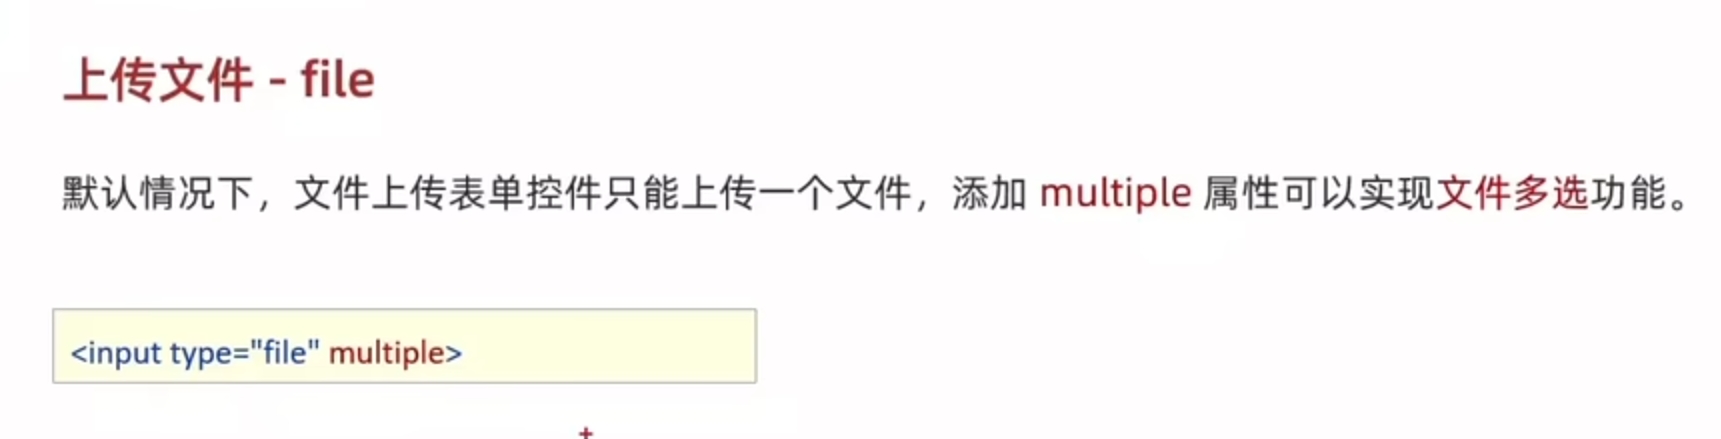 上传文件 - file
默认情况下，文件上传表单控件只能上传一个文件，添加 multiple 属性可以实现文件多选功能。
<input type="file" multiple>